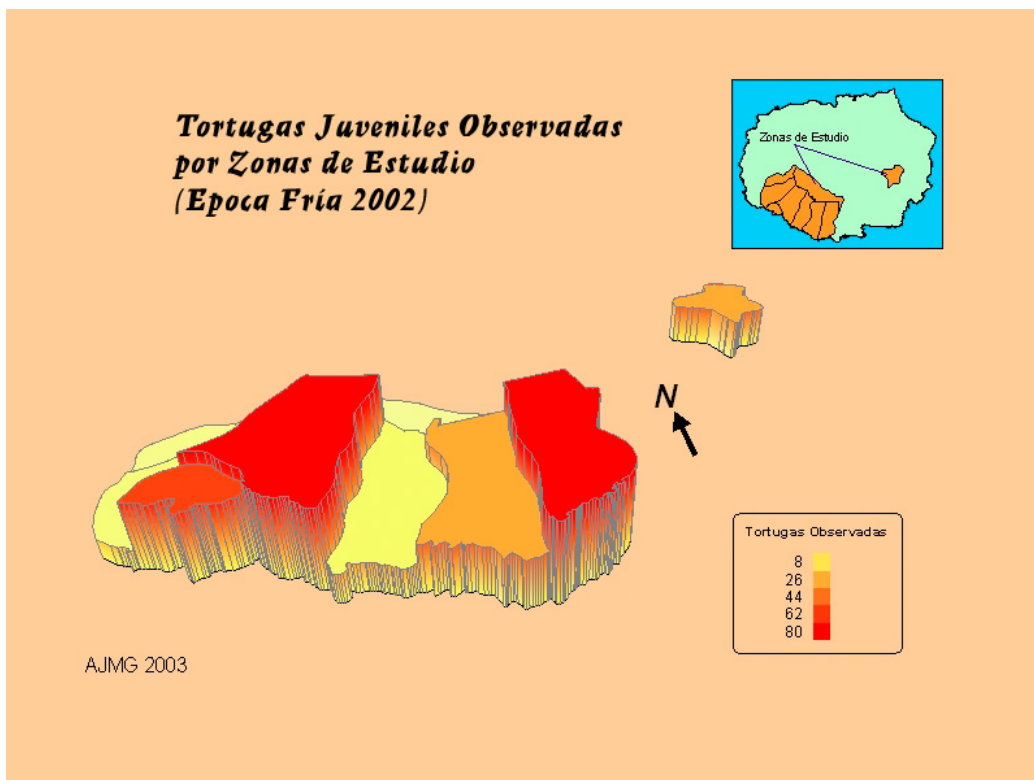 Tortugas Juveniles Observadas
por Zonas de Estudio
(Epoca Fría 2002)
Zonas de Estudio
N
Tortugas Observadas
8
26
44
62
80
AJMG 2003